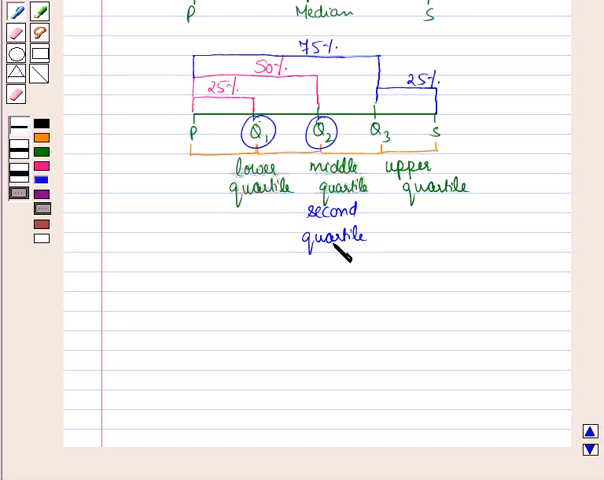 P Median S
75%
50%
25% 25%
P Q1 Q2 Q3 S
lower middle upper
quartile quartile quartile
second
quartile